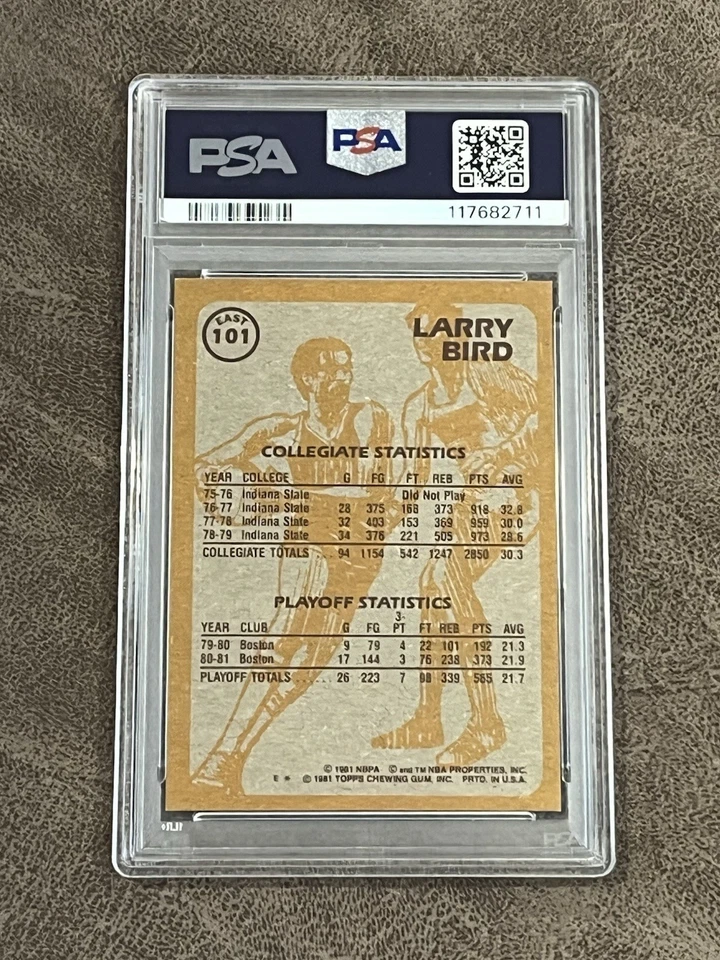 PSA PSA
117682711
EAST
101
LARRY
BIRD
COLLEGIATE STATISTICS
YEAR COLLEGE G FG FT REB PTS AVG
75-76 Indiana State Did Not Play
76-77 Indiana State 28 375 168 373 918 32.8
77-78 Indiana State 32 403 153 369 959 30.0
78-79 Indiana State 34 376 221 505 973 28.6
COLLEGIATE TOTALS ... 94 1154 542 1247 2850 30.3
PLAYOFF STATISTICS
3-
YEAR CLUB G FG PT FT REB PTS AVG
79-80 Boston 9 79 4 22 101 192 21.3
80-81 Boston 17 144 3 76 238 373 21.9
PLAYOFF TOTALS ..... 26 223 7 98 339 565 21.7
© 1981 NBPA © and TM NBA PROPERTIES, INC.
E * © 1981 TOPPS CHEWING GUM, INC. PRTD. IN U.S.A.
PSA